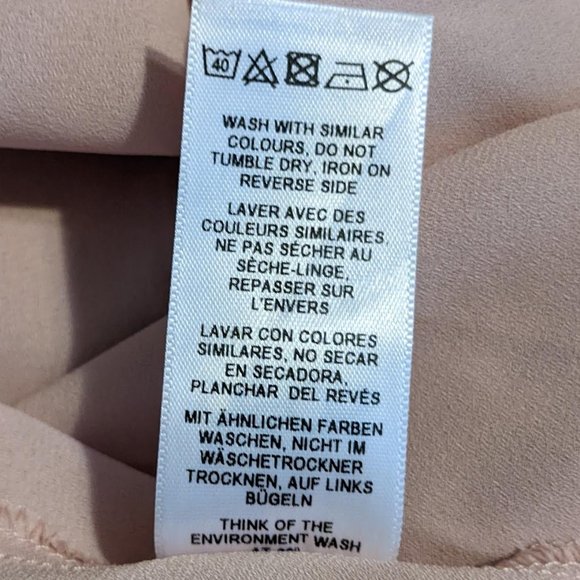 40
WASH WITH SIMILAR
COLOURS, DO NOT
TUMBLE DRY, IRON ON
REVERSE SIDE
LAVER AVEC DES
COULEURS SIMILAIRES,
NE PAS SÉCHER AU
SÈCHE-LINGE,
REPASSER SUR
L'ENVERS
LAVAR CON COLORES
SIMILARES, NO SECAR
EN SECADORA,
PLANCHAR DEL REVÉS
MIT ÄHNLICHEN FARBEN
WASCHEN, NICHT IM
WÄSCHETROCKNER
TROCKNEN, AUF LINKS
BÜGELN
THINK OF THE
ENVIRONMENT WASH